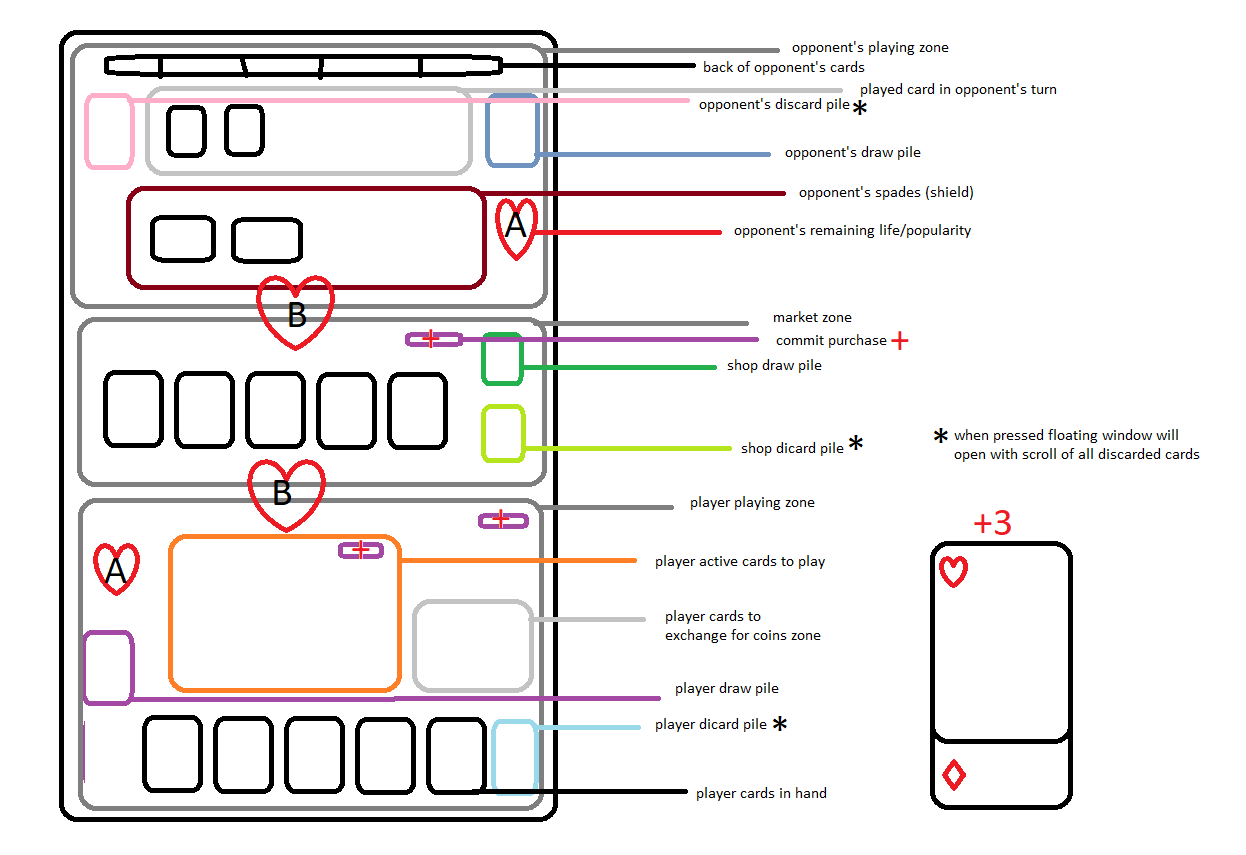 opponent's playing zone
back of opponent's cards
played card in opponent's turn
opponent's discard pile *
opponent's draw pile
opponent's spades (shield)
A
opponent's remaining life/popularity
B
market zone
commit purchase +
shop draw pile
shop dicard pile *
* when pressed floating window will
open with scroll of all discarded cards
B
player playing zone
+3
A
player active cards to play
player cards to
exchange for coins zone
player draw pile
player dicard pile *
player cards in hand